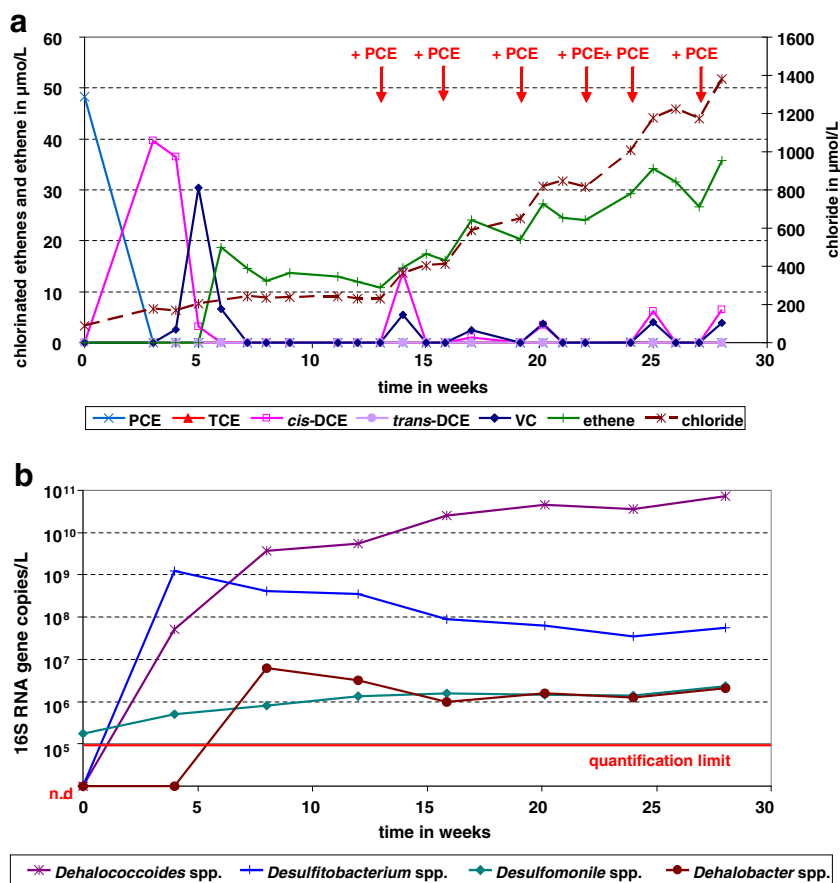 a
chlorinated ethenes and ethene in µmo/L
60
50
40
30
20
10
0
+ PCE + PCE + PCE + PCE + PCE + PCE
1600
1400
1200
1000
800
600
400
200
0
chloride in µmol/L
0 5 10 15 20 25 30
time in weeks
PCE TCE cis-DCE trans-DCE VC ethene chloride
b
16S RNA gene copies/L
10¹¹
10¹⁰
10⁹
10⁸
10⁷
10⁶
10⁵
n.d
quantification limit
0 5 10 15 20 25 30
time in weeks
Dehalococcoides spp. Desulfitobacterium spp. Desulfomonile spp. Dehalobacter spp.